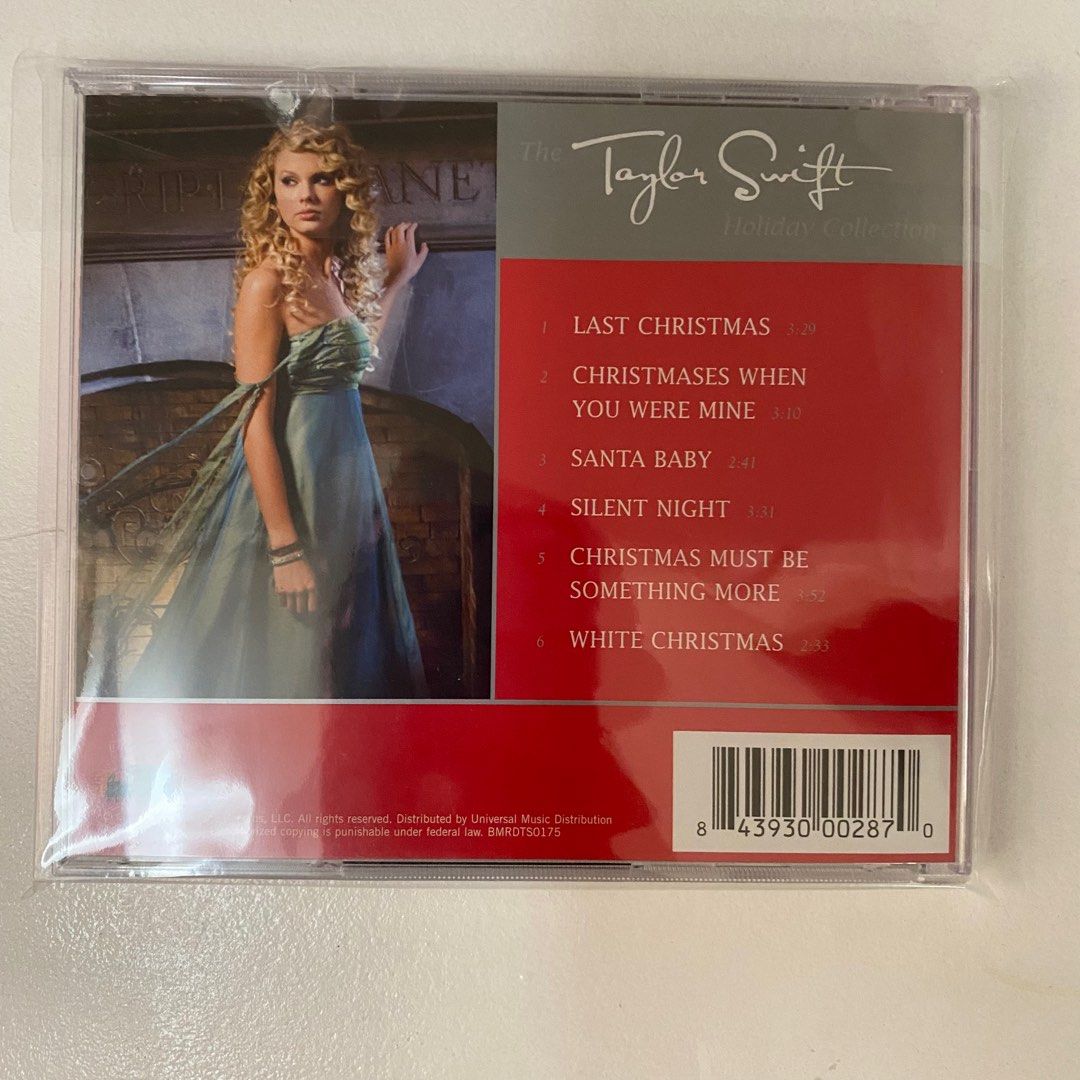 The Taylor Swift
Holiday Collection
1 LAST CHRISTMAS 3:29
2 CHRISTMASES WHEN
YOU WERE MINE 3:10
3 SANTA BABY 2:41
4 SILENT NIGHT 3:31
5 CHRISTMAS MUST BE
SOMETHING MORE 3:52
6 WHITE CHRISTMAS 2:33
LLC. All rights reserved. Distributed by Universal Music Distribution
copying is punishable under federal law. BMRDTS0175
8 43930 00287 0